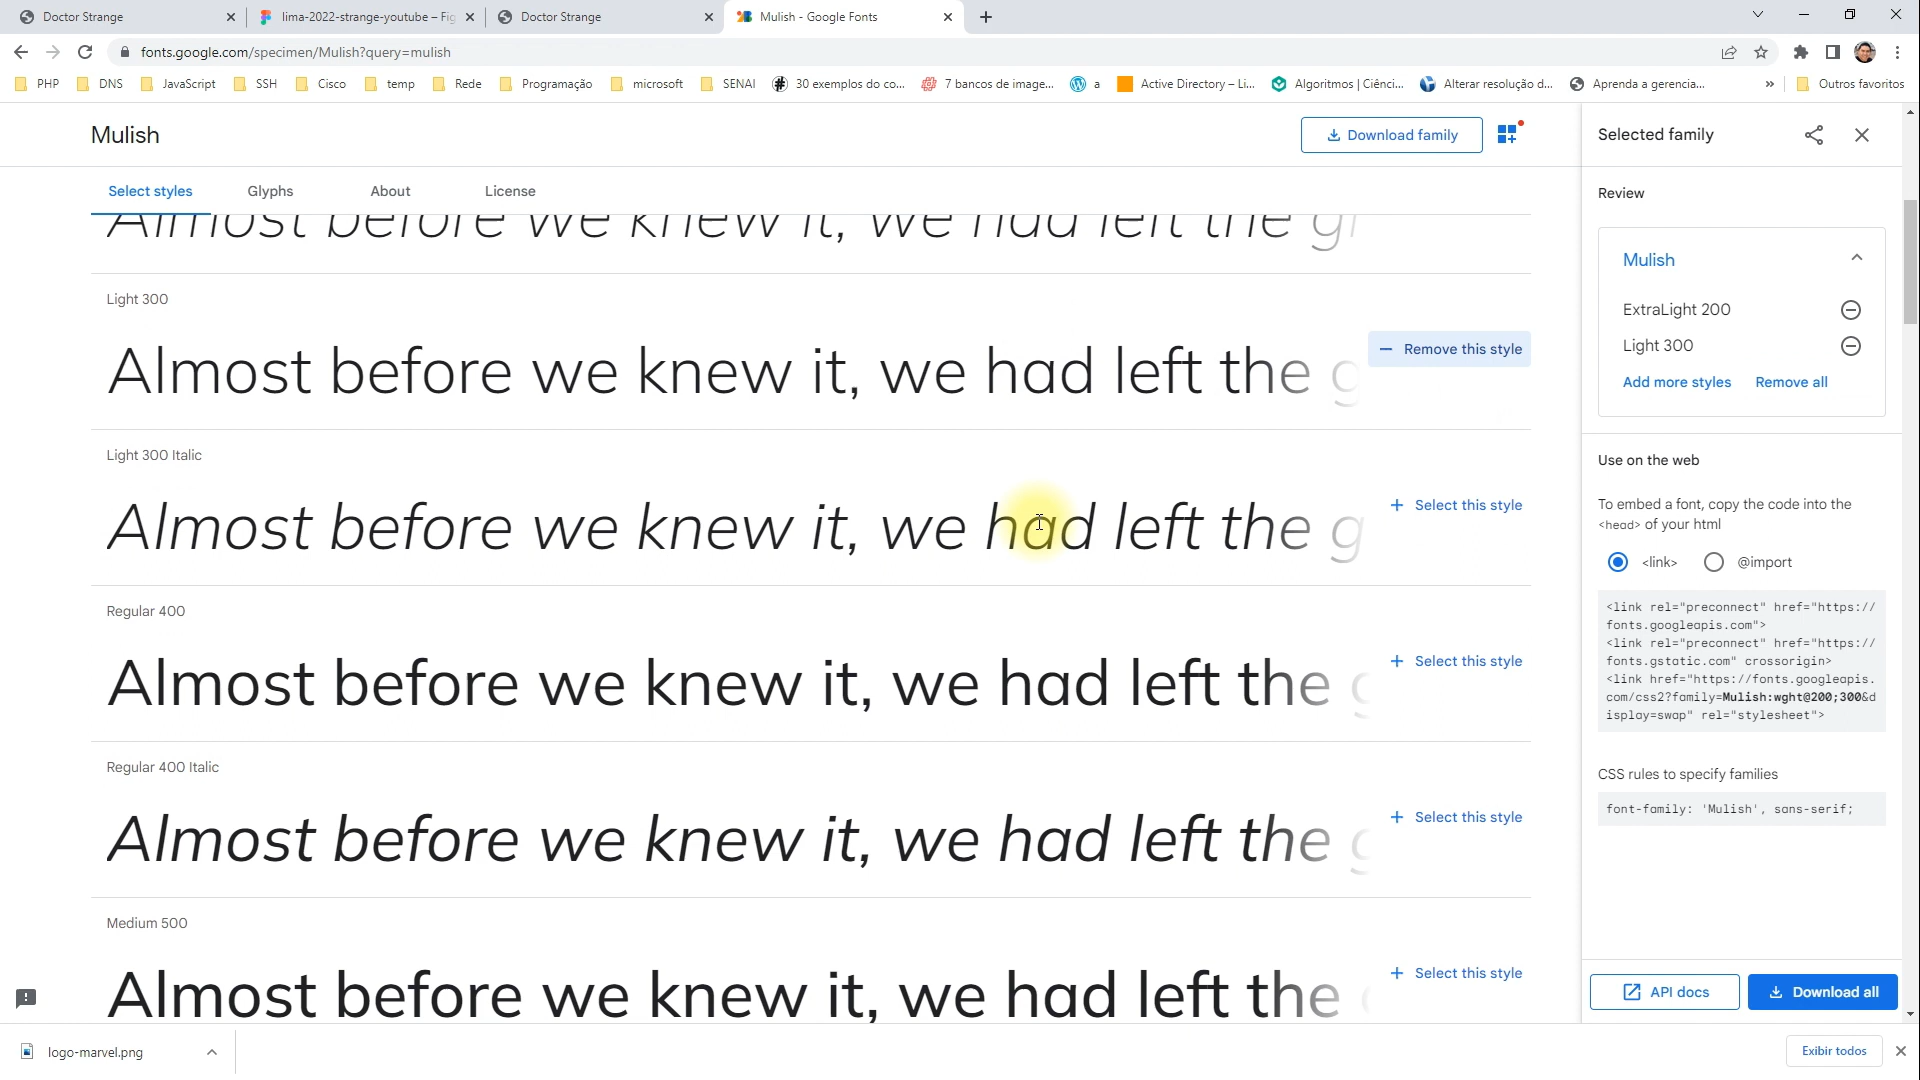 Doctor Strange
lima-2022-strange-youtube – Fig
Doctor Strange
Mulish - Google Fonts
fonts.google.com/specimen/Mulish?query=mulish
PHP
DNS
JavaScript
SSH
Cisco
temp
Rede
Programação
microsoft
SENAI
30 exemplos do co...
7 bancos de image...
a
Active Directory – Li...
Algoritmos | Ciênci...
Alterar resolução d...
Aprenda a gerencia...
»
Outros favoritos
Mulish
Download family
Select styles
Glyphs
About
License
Almost before we knew it, we had left the gr
Light 300
Almost before we knew it, we had left the g
Remove this style
Light 300 Italic
Almost before we knew it, we had left the g
Select this style
Regular 400
Almost before we knew it, we had left the g
Select this style
Regular 400 Italic
Almost before we knew it, we had left the g
Select this style
Medium 500
Almost before we knew it, we had left the
Select this style
Selected family
Review
Mulish
ExtraLight 200
Light 300
Add more styles
Remove all
Use on the web
To embed a font, copy the code into the
<head> of your html
<link>
@import
<link rel="preconnect" href="https://
fonts.googleapis.com">
<link rel="preconnect" href="https://
fonts.gstatic.com" crossorigin>
<link href="https://fonts.googleapis.
com/css2?family=Mulish:wght@200;300&d
isplay=swap" rel="stylesheet">
CSS rules to specify families
font-family: 'Mulish', sans-serif;
API docs
Download all
logo-marvel.png
Exibir todos